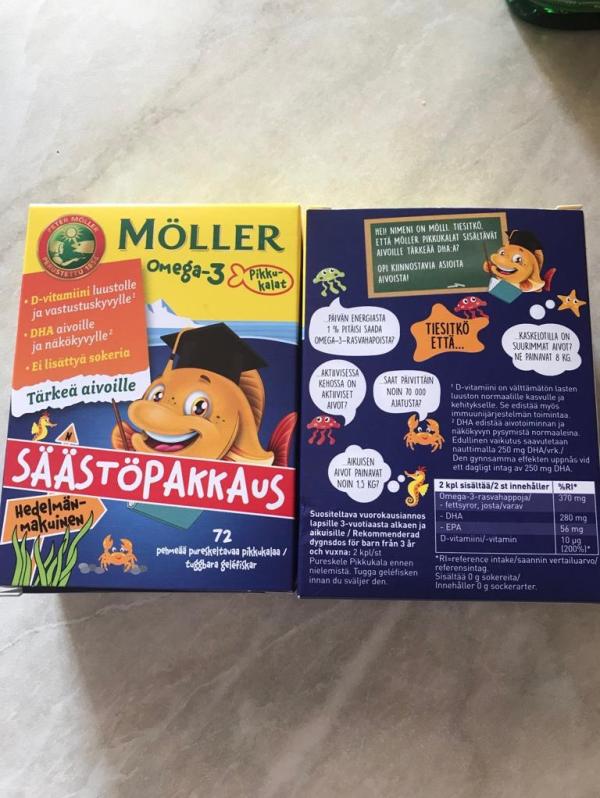 PETER MÖLLER
PERUSTETTU 1854
MÖLLER
Omega-3
Pikku-
kalat
• D-vitamiini luustolle
ja vastustuskyvylle¹
• DHA aivoille
ja näkökyvylle²
• Ei lisättyä sokeria
Tärkeä aivoille
SÄÄSTÖPAKKAUS
Hedelmän-
makuinen
72
pehmeää pureskeltavaa pikkukalaa /
tuggbara geléfiskar
HEI! NIMENI ON MÖLLI. TIESITKÖ,
ETTÄ MÖLLER PIKKUKALAT SISÄLTÄVÄT
AIVOILLE TÄRKEÄÄ DHA:A?
OPI KIINNOSTAVIA ASIOITA
AIVOISTA!
...PÄIVÄN ENERGIASTA
1 % PITÄISI SAADA
OMEGA-3-RASVAHAPOISTA?
TIESITKÖ
ETTÄ...
...KASKELOTILLA ON
SUURIMMAT AIVOT?
NE PAINAVAT 8 KG.
AKTIIVISESSA
KEHOSSA ON
AKTIIVISET
AIVOT?
...SAAT PÄIVITTÄIN
NOIN 70 000
AJATUSTA?
...AIKUISEN
AIVOT PAINAVAT
NOIN 1,5 KG?
¹ D-vitamiini on välttämätön lasten
luuston normaalille kasvulle ja
kehitykselle. Se edistää myös
immuunijärjestelmän toimintaa.
² DHA edistää aivotoiminnan ja
näkökyvyn pysymistä normaaleina.
Edullinen vaikutus saavutetaan
nauttimalla 250 mg DHA/vrk./
Den gynnsamma effekten uppnås vid
ett dagligt intag av 250 mg DHA.
Suositeltava vuorokausiannos
lapsille 3-vuotiaasta alkaen ja
aikuisille / Rekommenderad
dygnsdos för barn från 3 år
och vuxna: 2 kpl/st
Pureskele Pikkukala ennen
nielemistä. Tugga geléfisken
innan du sväljer den.
2 kpl sisältää/2 st innehåller %RI*
Omega-3-rasvahappoja/ 370 mg
- fettsyror, josta/varav
- DHA 280 mg
- EPA 56 mg
D-vitamiini/-vitamin 10 µg
(200%)*
*RI=reference intake/saannin vertailuarvo/
referensintag.
Sisältää 0 g sokereita/
Innehåller 0 g sockerarter.